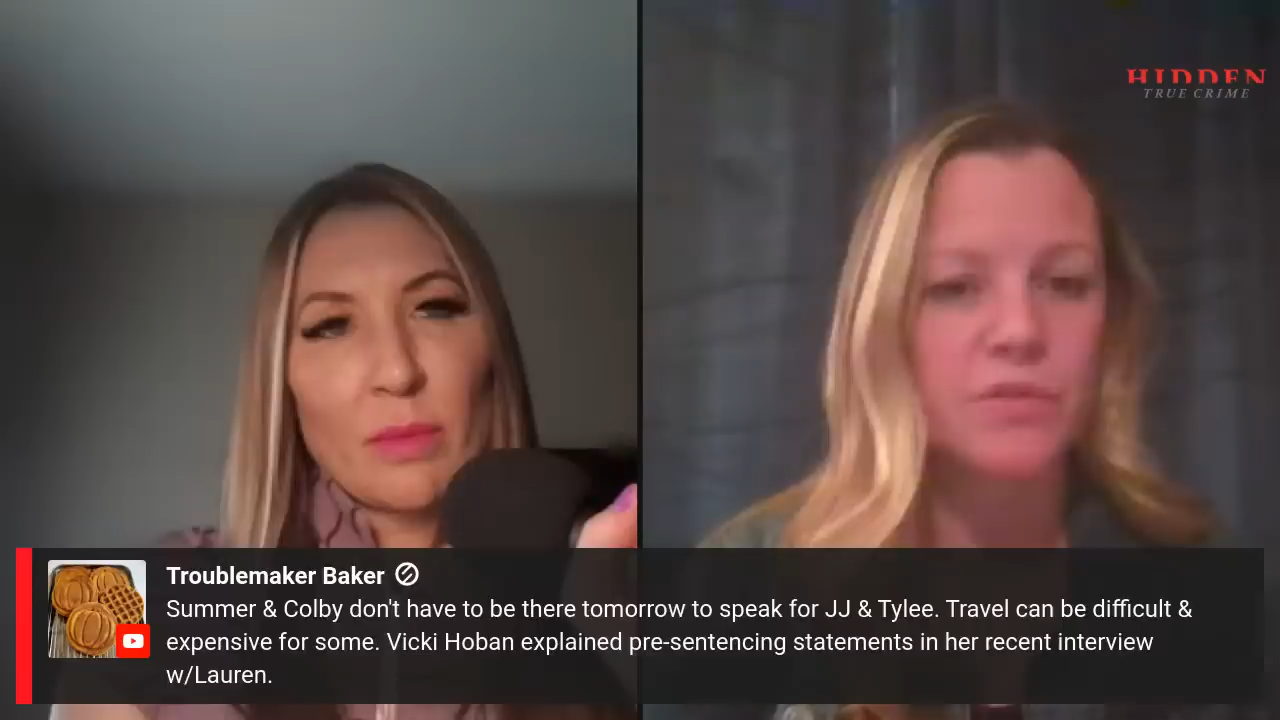 HIDDEN
TRUE CRIME
Troublemaker Baker
Summer & Colby don't have to be there tomorrow to speak for JJ & Tylee. Travel can be difficult &
expensive for some. Vicki Hoban explained pre-sentencing statements in her recent interview
w/Lauren.